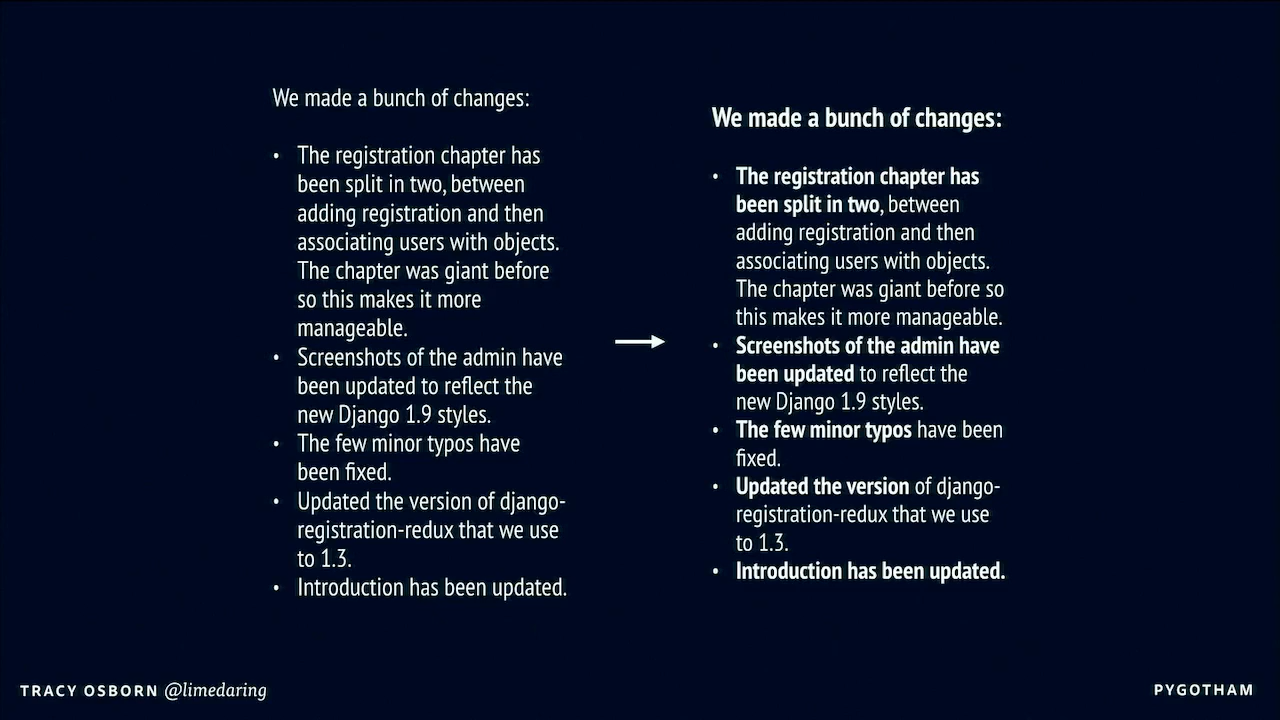 We made a bunch of changes:
• The registration chapter has
been split in two, between
adding registration and then
associating users with objects.
The chapter was giant before
so this makes it more
manageable.
• Screenshots of the admin have
been updated to reflect the
new Django 1.9 styles.
• The few minor typos have
been fixed.
• Updated the version of django-
registration-redux that we use
to 1.3.
• Introduction has been updated.
We made a bunch of changes:
• The registration chapter has
been split in two, between
adding registration and then
associating users with objects.
The chapter was giant before so
this makes it more manageable.
• Screenshots of the admin have
been updated to reflect the
new Django 1.9 styles.
• The few minor typos have been
fixed.
• Updated the version of django-
registration-redux that we use
to 1.3.
• Introduction has been updated.
TRACY OSBORN @limedaring
PYGOTHAM